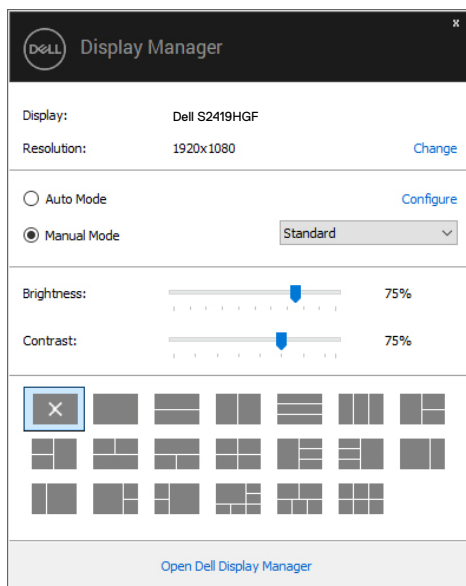 x
DELL Display Manager
Display: Dell S2419HGF
Resolution: 1920x1080 Change
Auto Mode Configure
Manual Mode Standard
Brightness: 75%
Contrast: 75%
Open Dell Display Manager